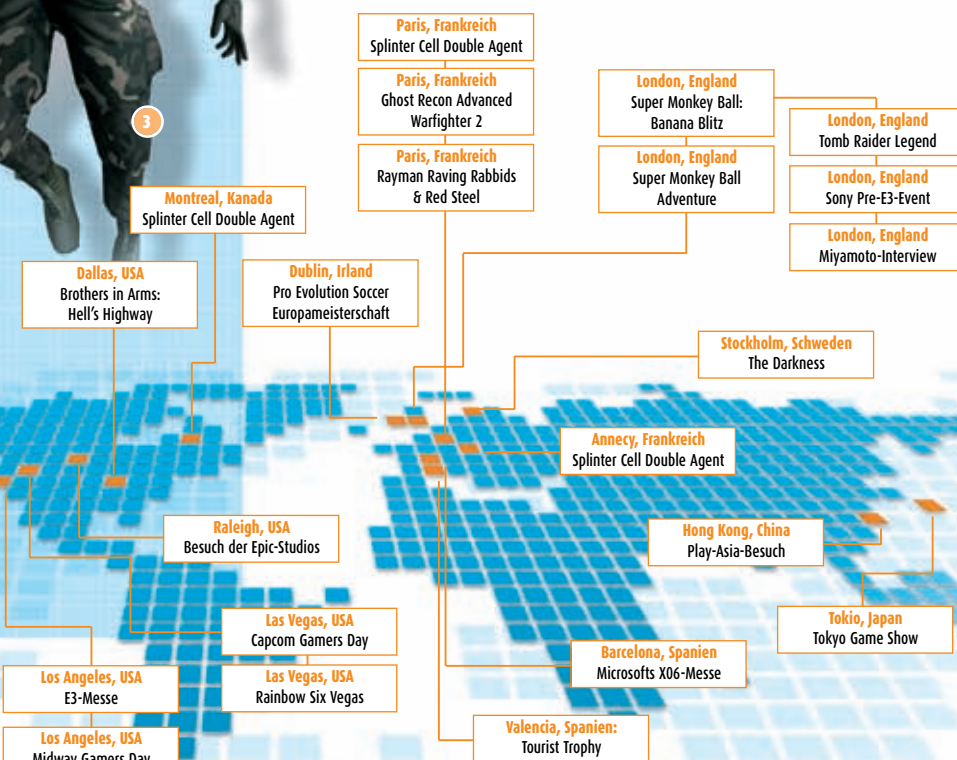 Paris, Frankreich
Splinter Cell Double Agent
Paris, Frankreich
Ghost Recon Advanced
Warfighter 2
Paris, Frankreich
Rayman Raving Rabbids
& Red Steel
London, England
Super Monkey Ball:
Banana Blitz
London, England
Super Monkey Ball
Adventure
London, England
Tomb Raider Legend
London, England
Sony Pre-E3-Event
London, England
Miyamoto-Interview
3
Montreal, Kanada
Splinter Cell Double Agent
Dallas, USA
Brothers in Arms:
Hell's Highway
Dublin, Irland
Pro Evolution Soccer
Europameisterschaft
Stockholm, Schweden
The Darkness
Annecy, Frankreich
Splinter Cell Double Agent
Raleigh, USA
Besuch der Epic-Studios
Hong Kong, China
Play-Asia-Besuch
Las Vegas, USA
Capcom Gamers Day
Las Vegas, USA
Rainbow Six Vegas
Tokio, Japan
Tokyo Game Show
Barcelona, Spanien
Microsofts X06-Messe
Los Angeles, USA
E3-Messe
Los Angeles, USA
Midway Gamers Day
Valencia, Spanien:
Tourist Trophy